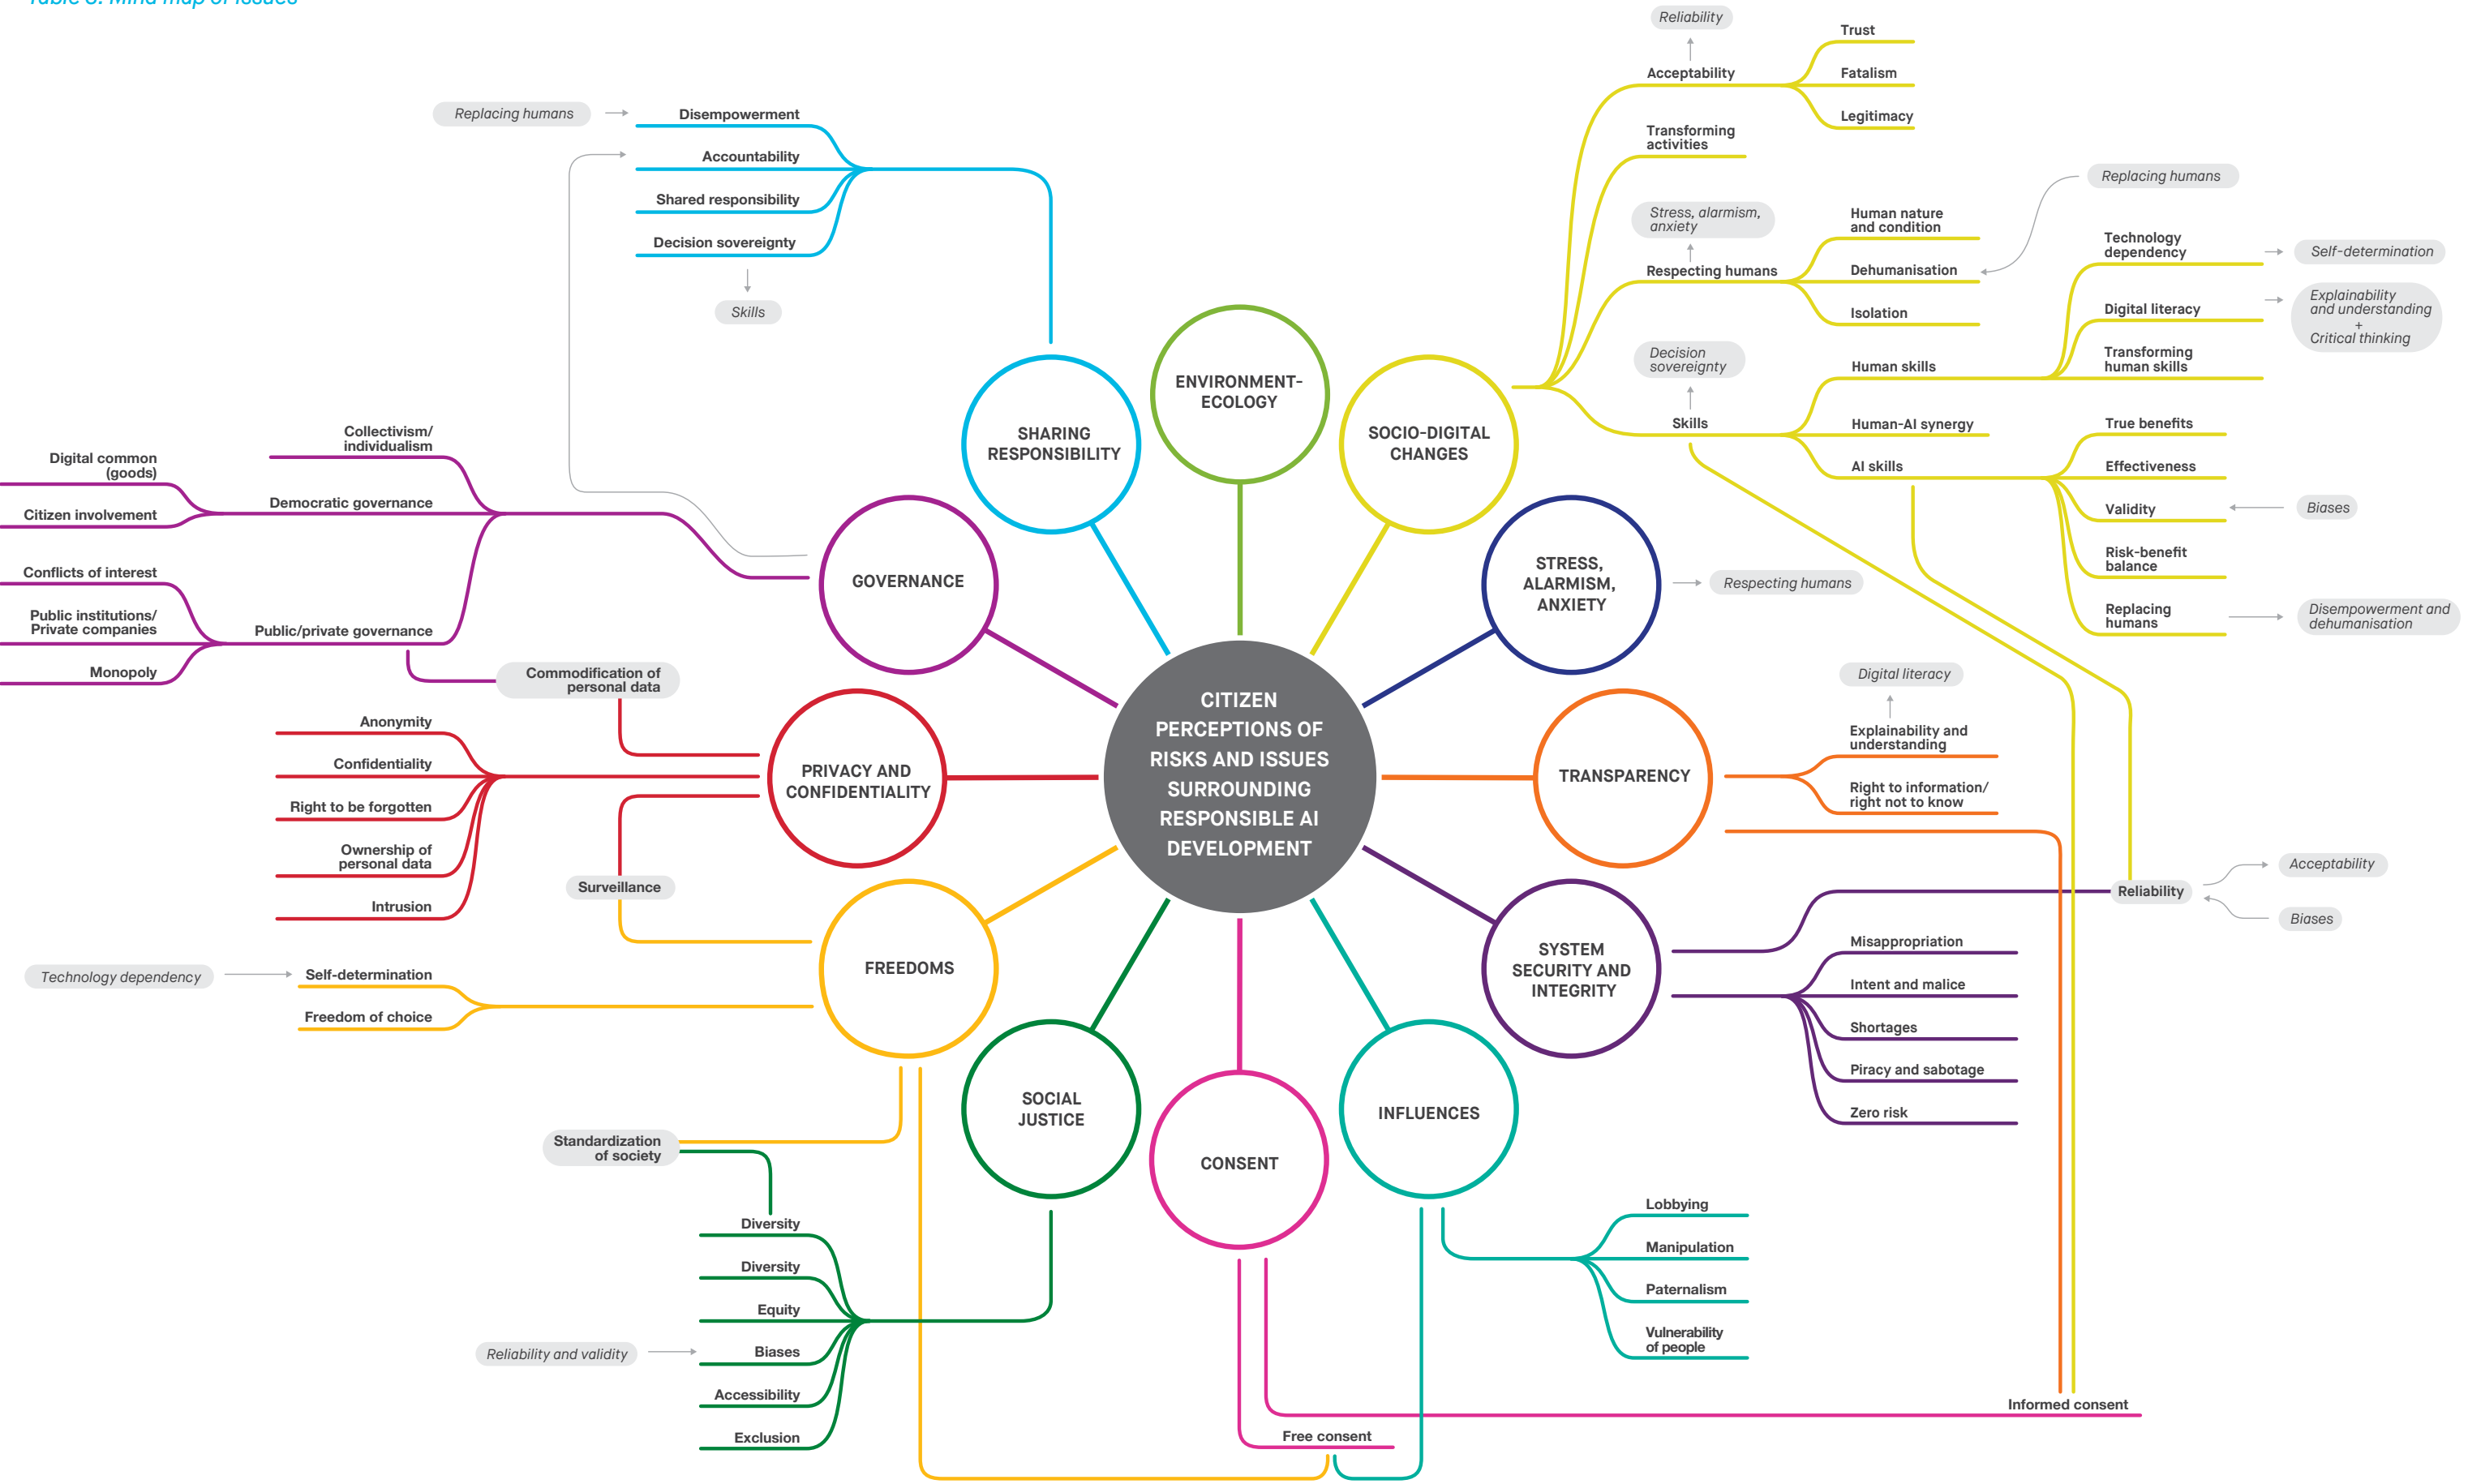 Table 3: Mind map of issues
Reliability
Trust
Acceptability
Fatalism
Legitimacy
Transforming
activities
Replacing humans
Stress, alarmism,
anxiety
Human nature
and condition
Respecting humans
Dehumanisation
Isolation
Technology
dependency
Self-determination
Digital literacy
Explainability
and understanding
+
Critical thinking
Transforming
human skills
Decision
sovereignty
Human skills
Skills
Human-AI synergy
AI skills
True benefits
Effectiveness
Validity
Biases
Risk-benefit
balance
Replacing
humans
Disempowerment and
dehumanisation
Replacing humans
Disempowerment
Accountability
Shared responsibility
Decision sovereignty
Skills
ENVIRONMENT-
ECOLOGY
SHARING
RESPONSIBILITY
SOCIO-DIGITAL
CHANGES
Collectivism/
individualism
Digital common
(goods)
Democratic governance
Citizen involvement
Conflicts of interest
Public institutions/
Private companies
Public/private governance
Monopoly
GOVERNANCE
STRESS,
ALARMISM,
ANXIETY
Respecting humans
Commodification of
personal data
Anonymity
Confidentiality
Right to be forgotten
Ownership of
personal data
Intrusion
PRIVACY AND
CONFIDENTIALITY
CITIZEN
PERCEPTIONS OF
RISKS AND ISSUES
SURROUNDING
RESPONSIBLE AI
DEVELOPMENT
TRANSPARENCY
Digital literacy
Explainability and
understanding
Right to information/
right not to know
Surveillance
Technology dependency
Self-determination
Freedom of choice
FREEDOMS
SYSTEM
SECURITY AND
INTEGRITY
Reliability
Acceptability
Biases
Misappropriation
Intent and malice
Shortages
Piracy and sabotage
Zero risk
SOCIAL
JUSTICE
CONSENT
INFLUENCES
Standardization
of society
Diversity
Diversity
Equity
Reliability and validity
Biases
Accessibility
Exclusion
Lobbying
Manipulation
Paternalism
Vulnerability
of people
Informed consent
Free consent